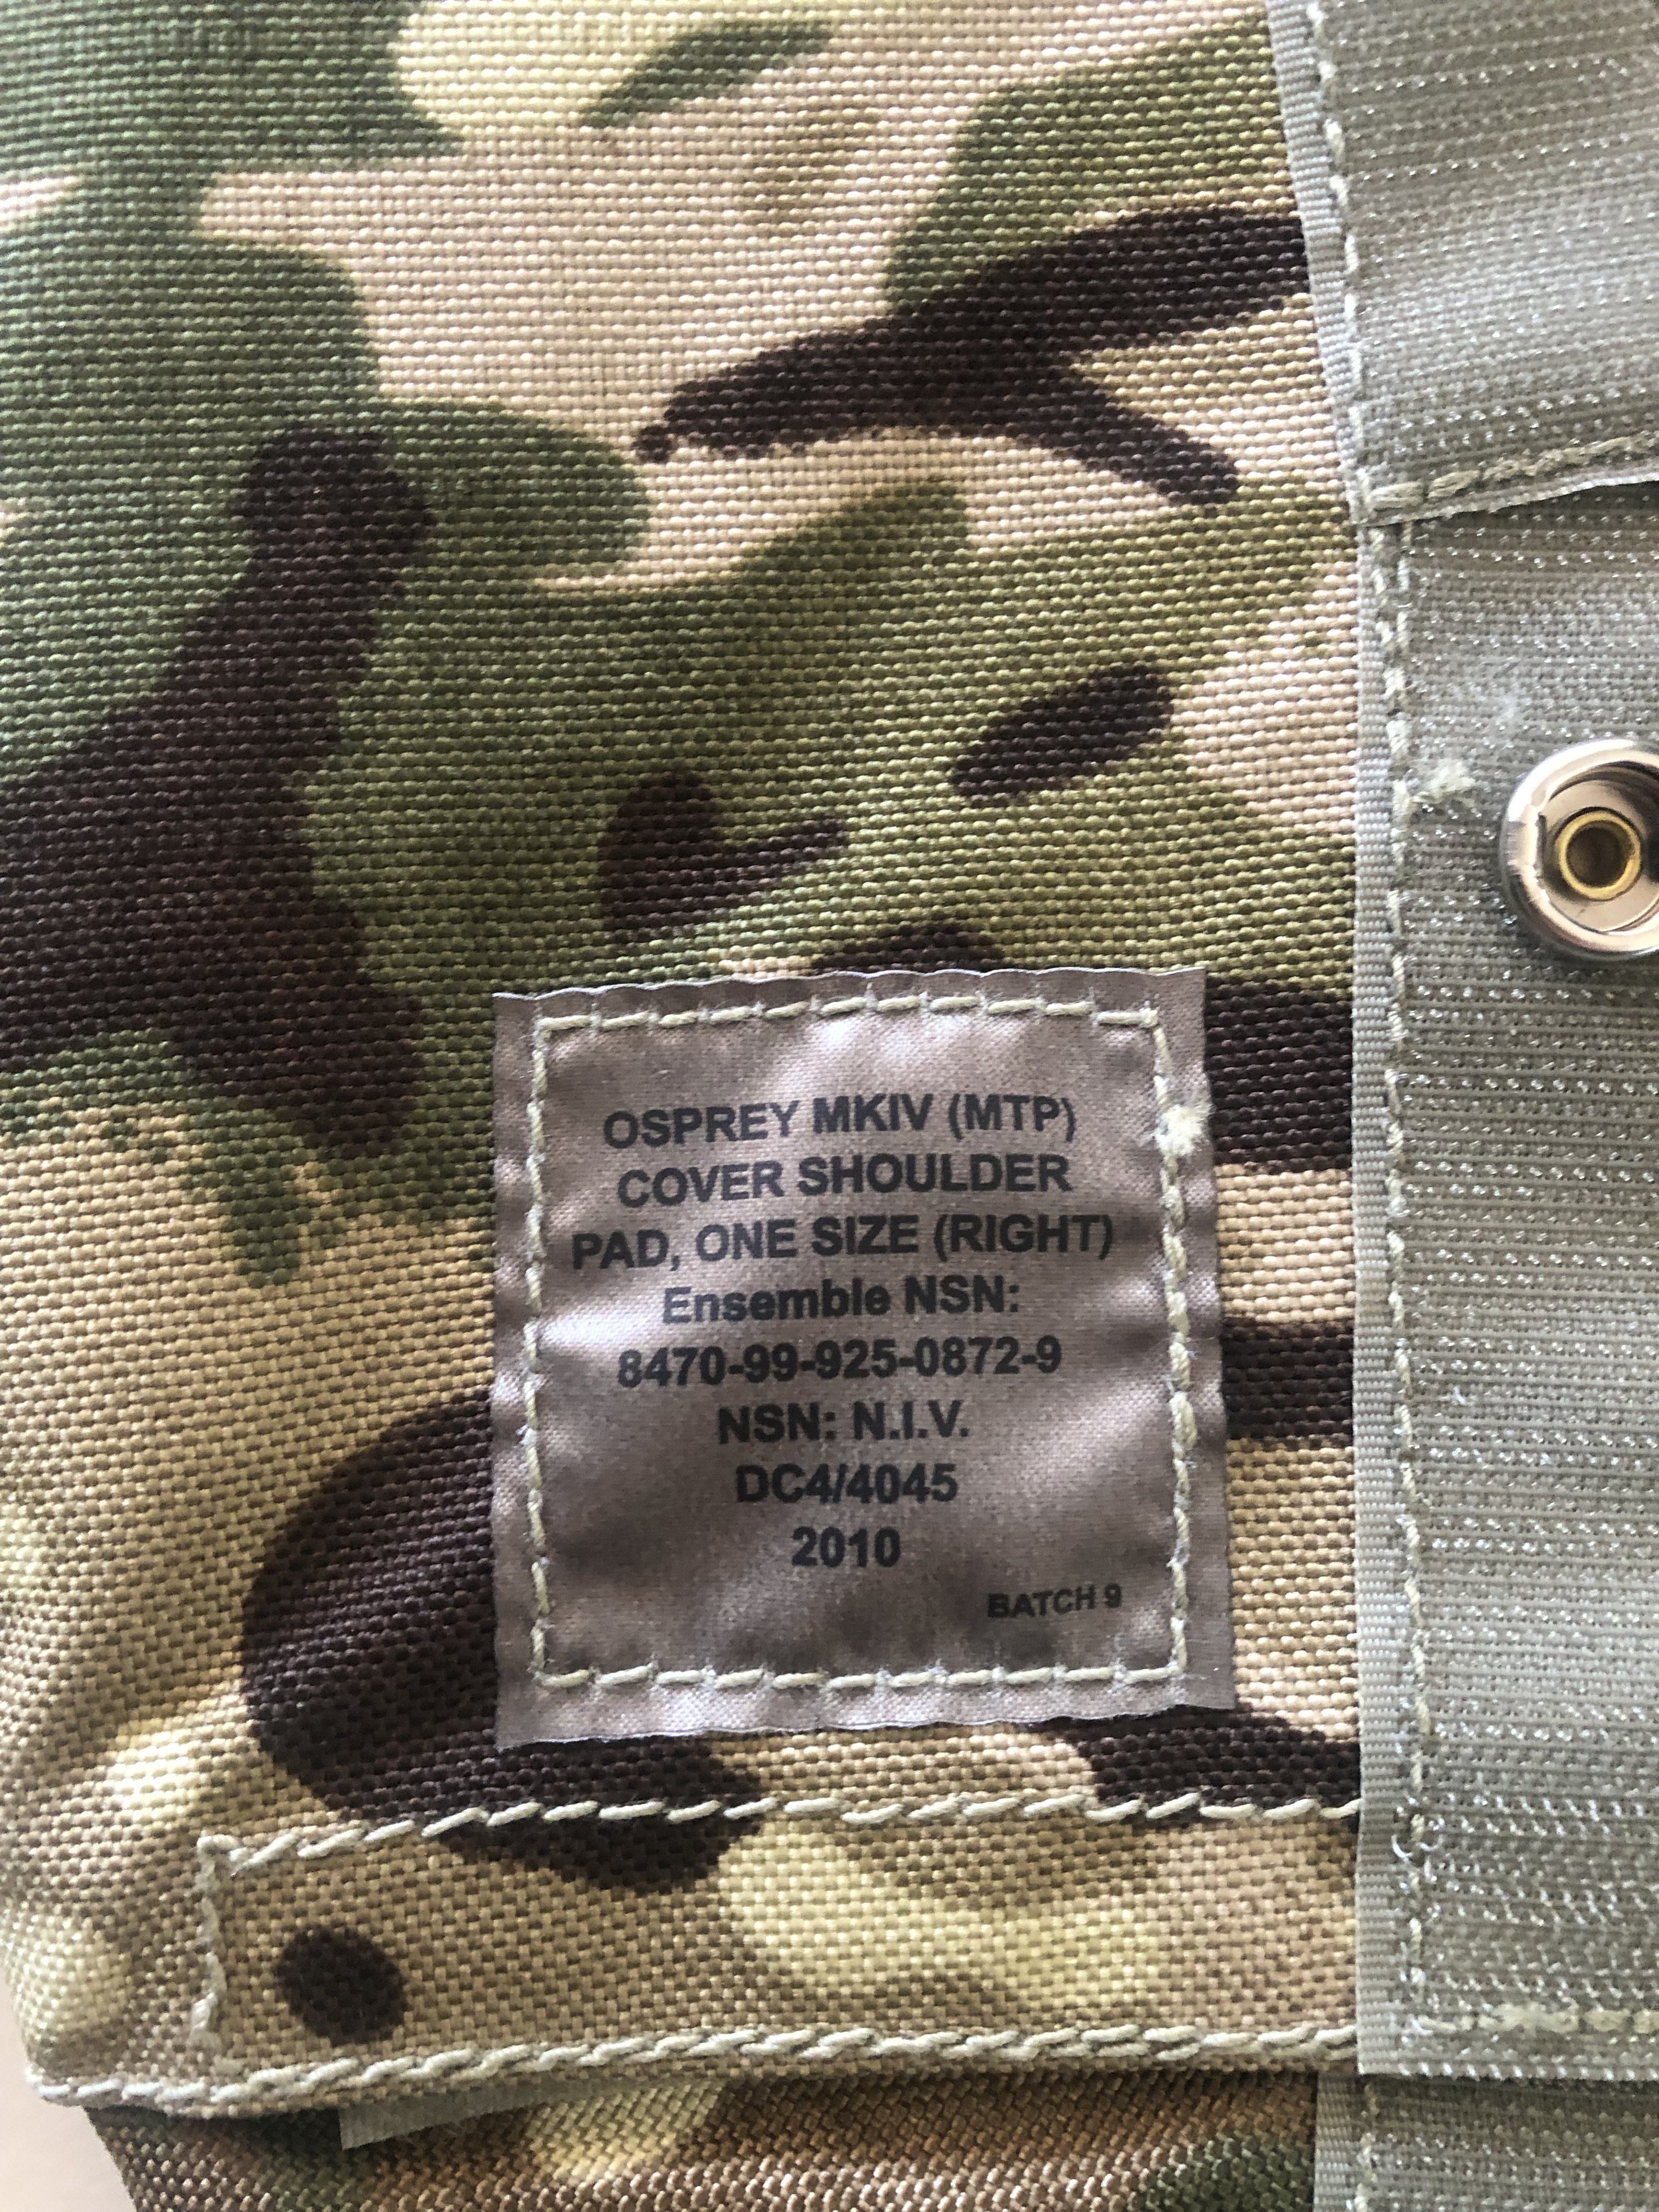 OSPREY MKIV (MTP)
COVER SHOULDER
PAD, ONE SIZE (RIGHT)
Ensemble NSN:
8470-99-925-0872-9
NSN: N.I.V.
DC4/4045
2010
BATCH 9